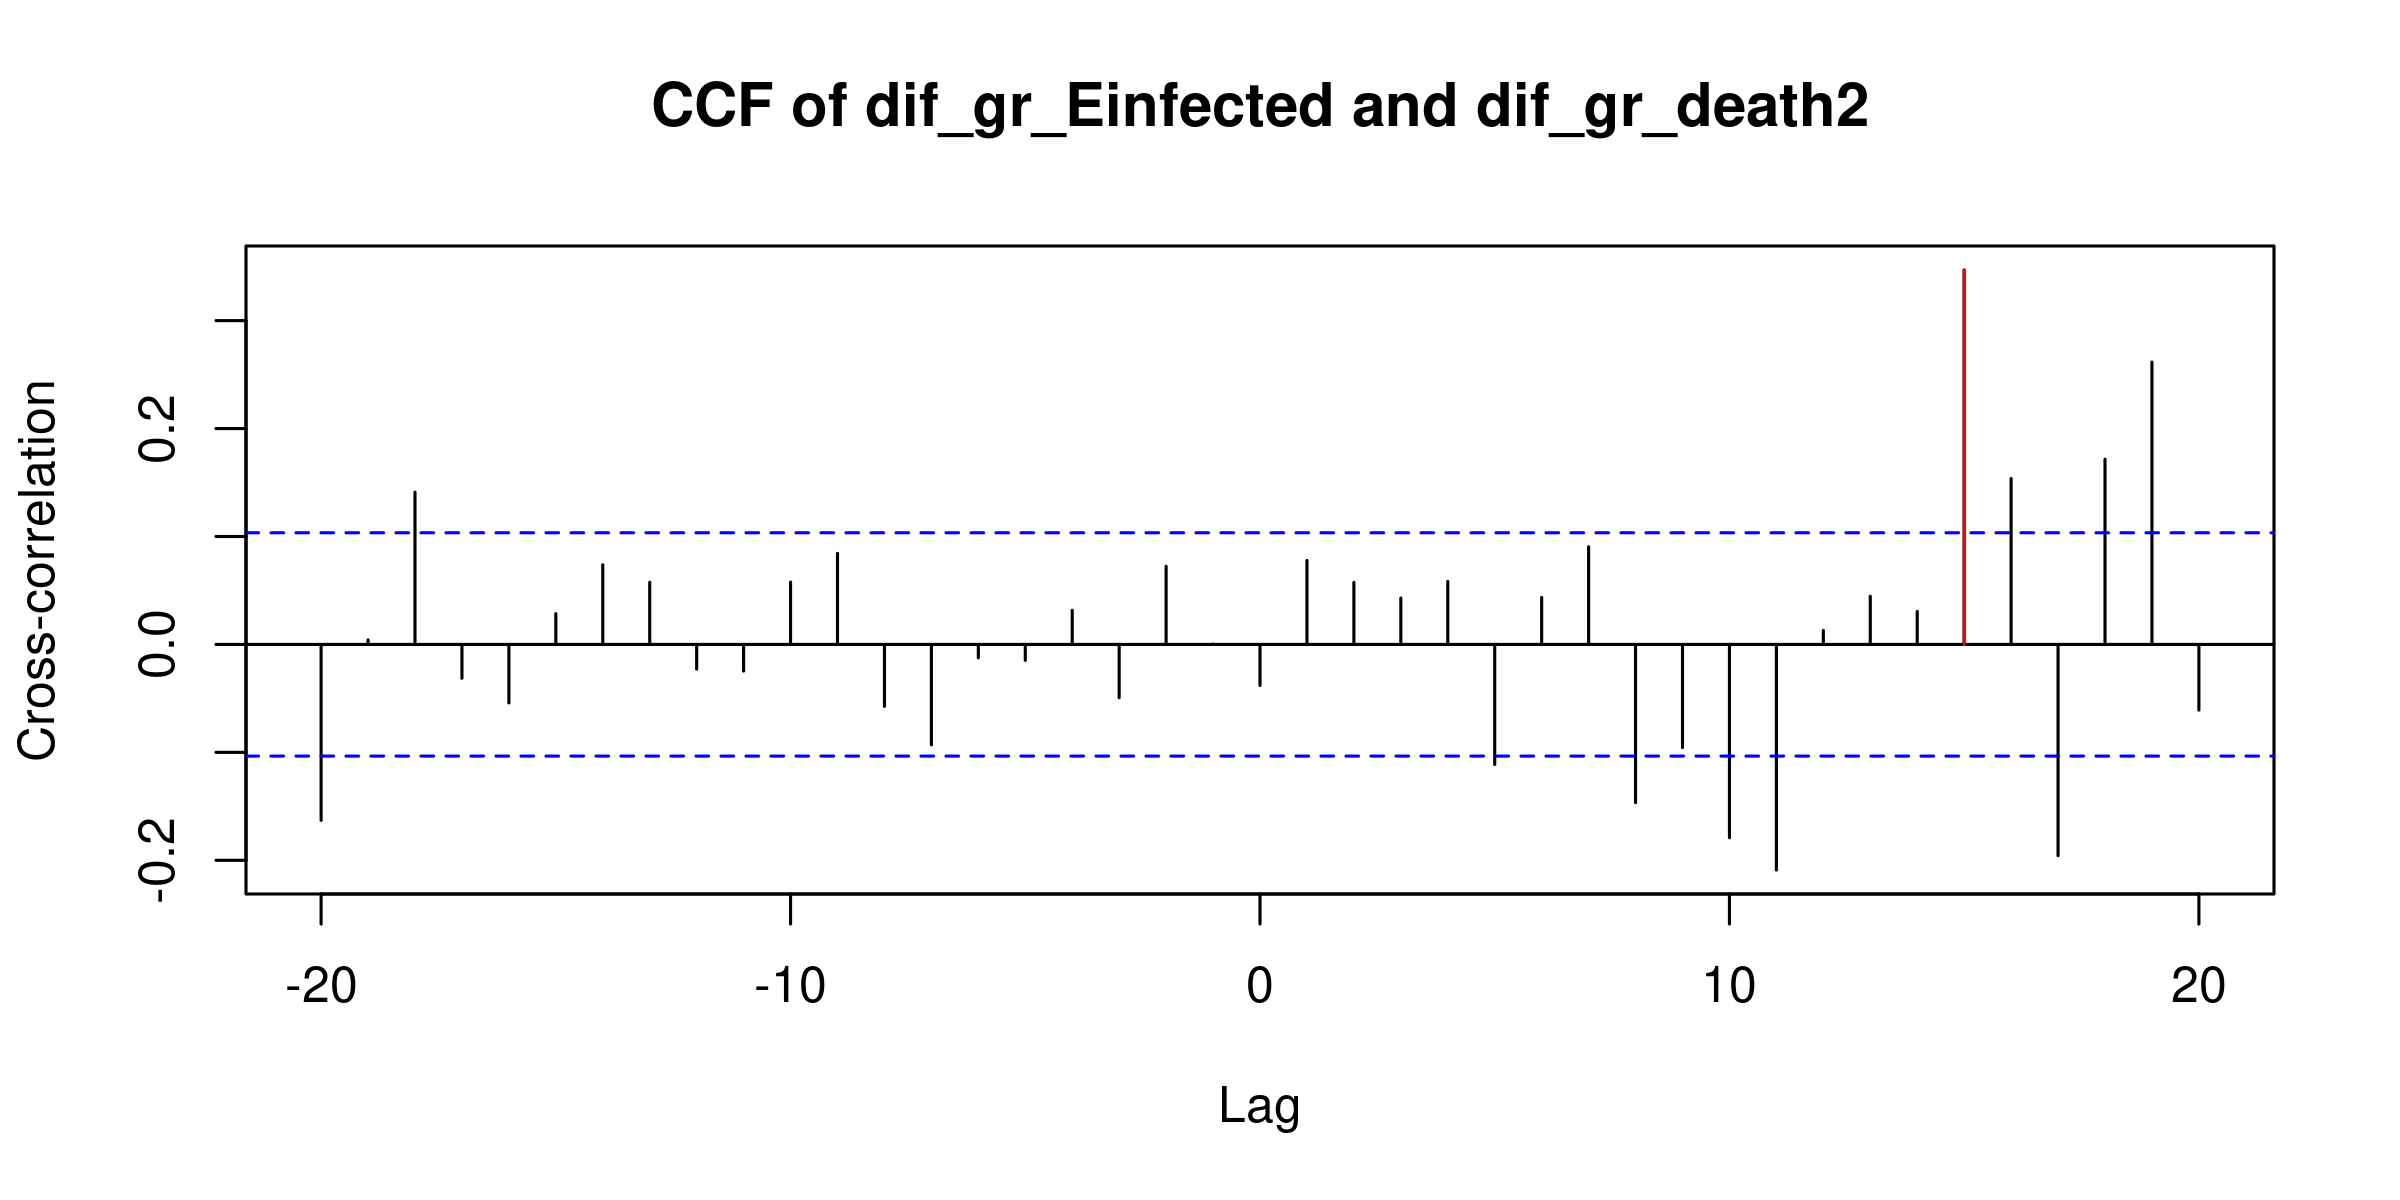 CCF of dif_gr_Einfected and dif_gr_death2
Cross-correlation
0.2
0.0
-0.2
-20 -10 0 10 20
Lag